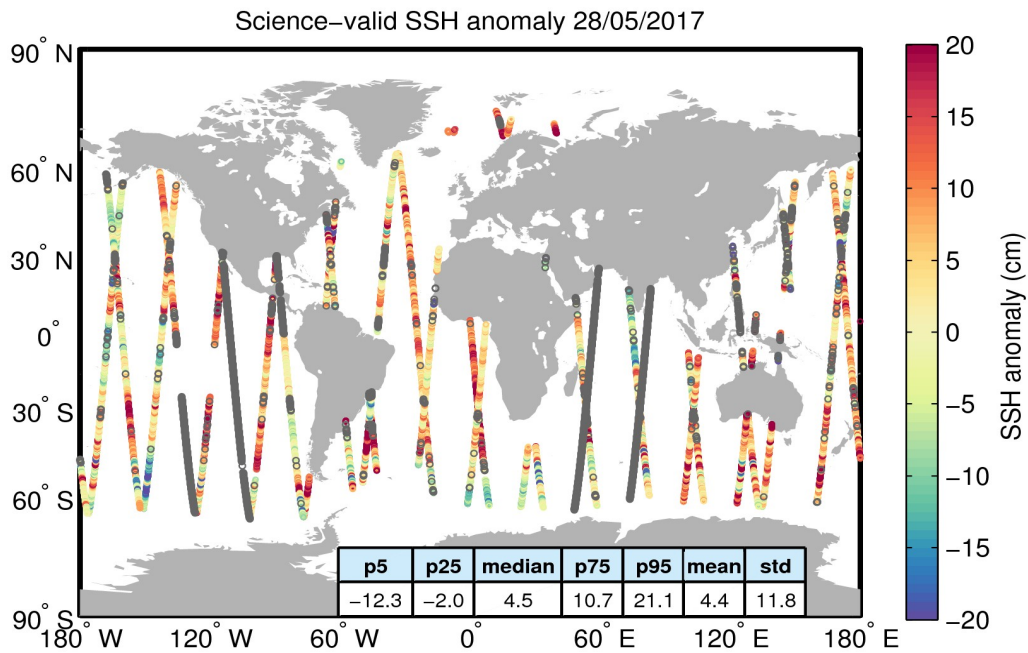 Science−valid SSH anomaly 28/05/2017
90° N
60° N
30° N
0°
30° S
60° S
90° S
180° W
120° W
60° W
0°
60° E
120° E
180° E
p5 p25 median p75 p95 mean std
−12.3 −2.0 4.5 10.7 21.1 4.4 11.8
20
15
10
5
0
−5
−10
−15
−20
SSH anomaly (cm)